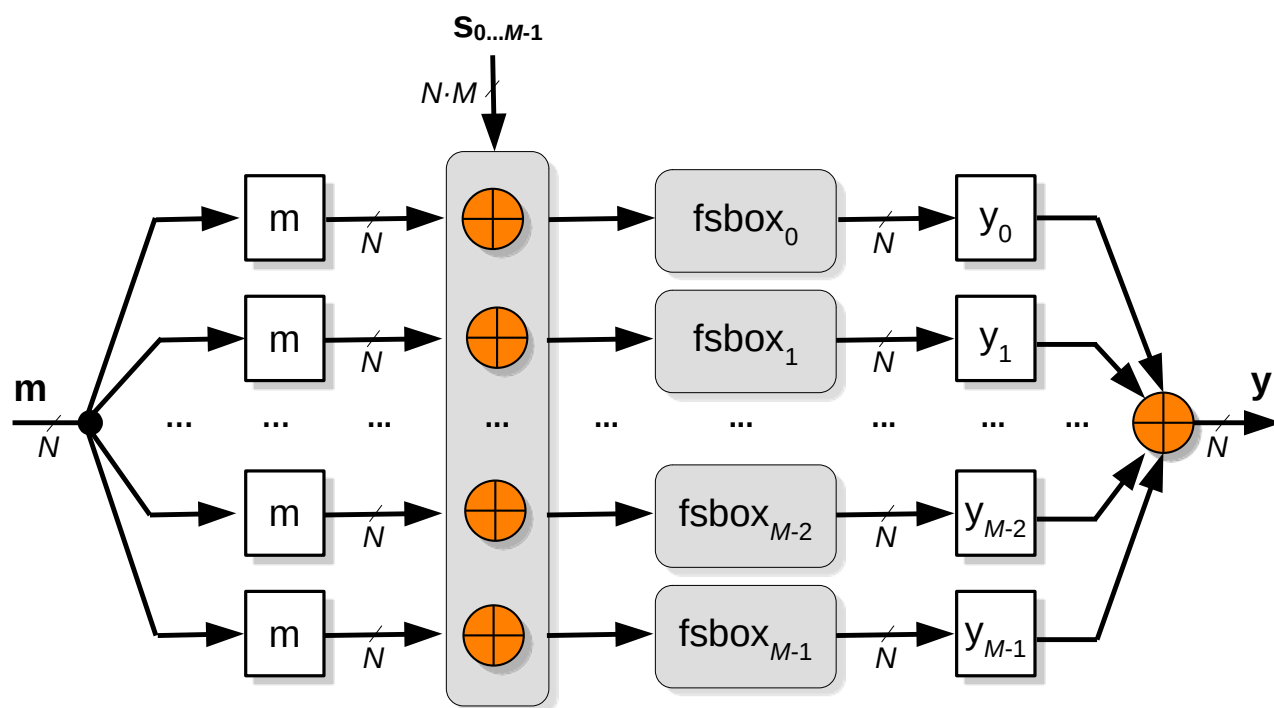 s₀...M-1
N·M
m N fsbox₀ N y₀
m N fsbox₁ N y₁
m N ... ... ... ... ... ... ... ... ... y N
m N fsboxM-2 N yM-2
m N fsboxM-1 N yM-1